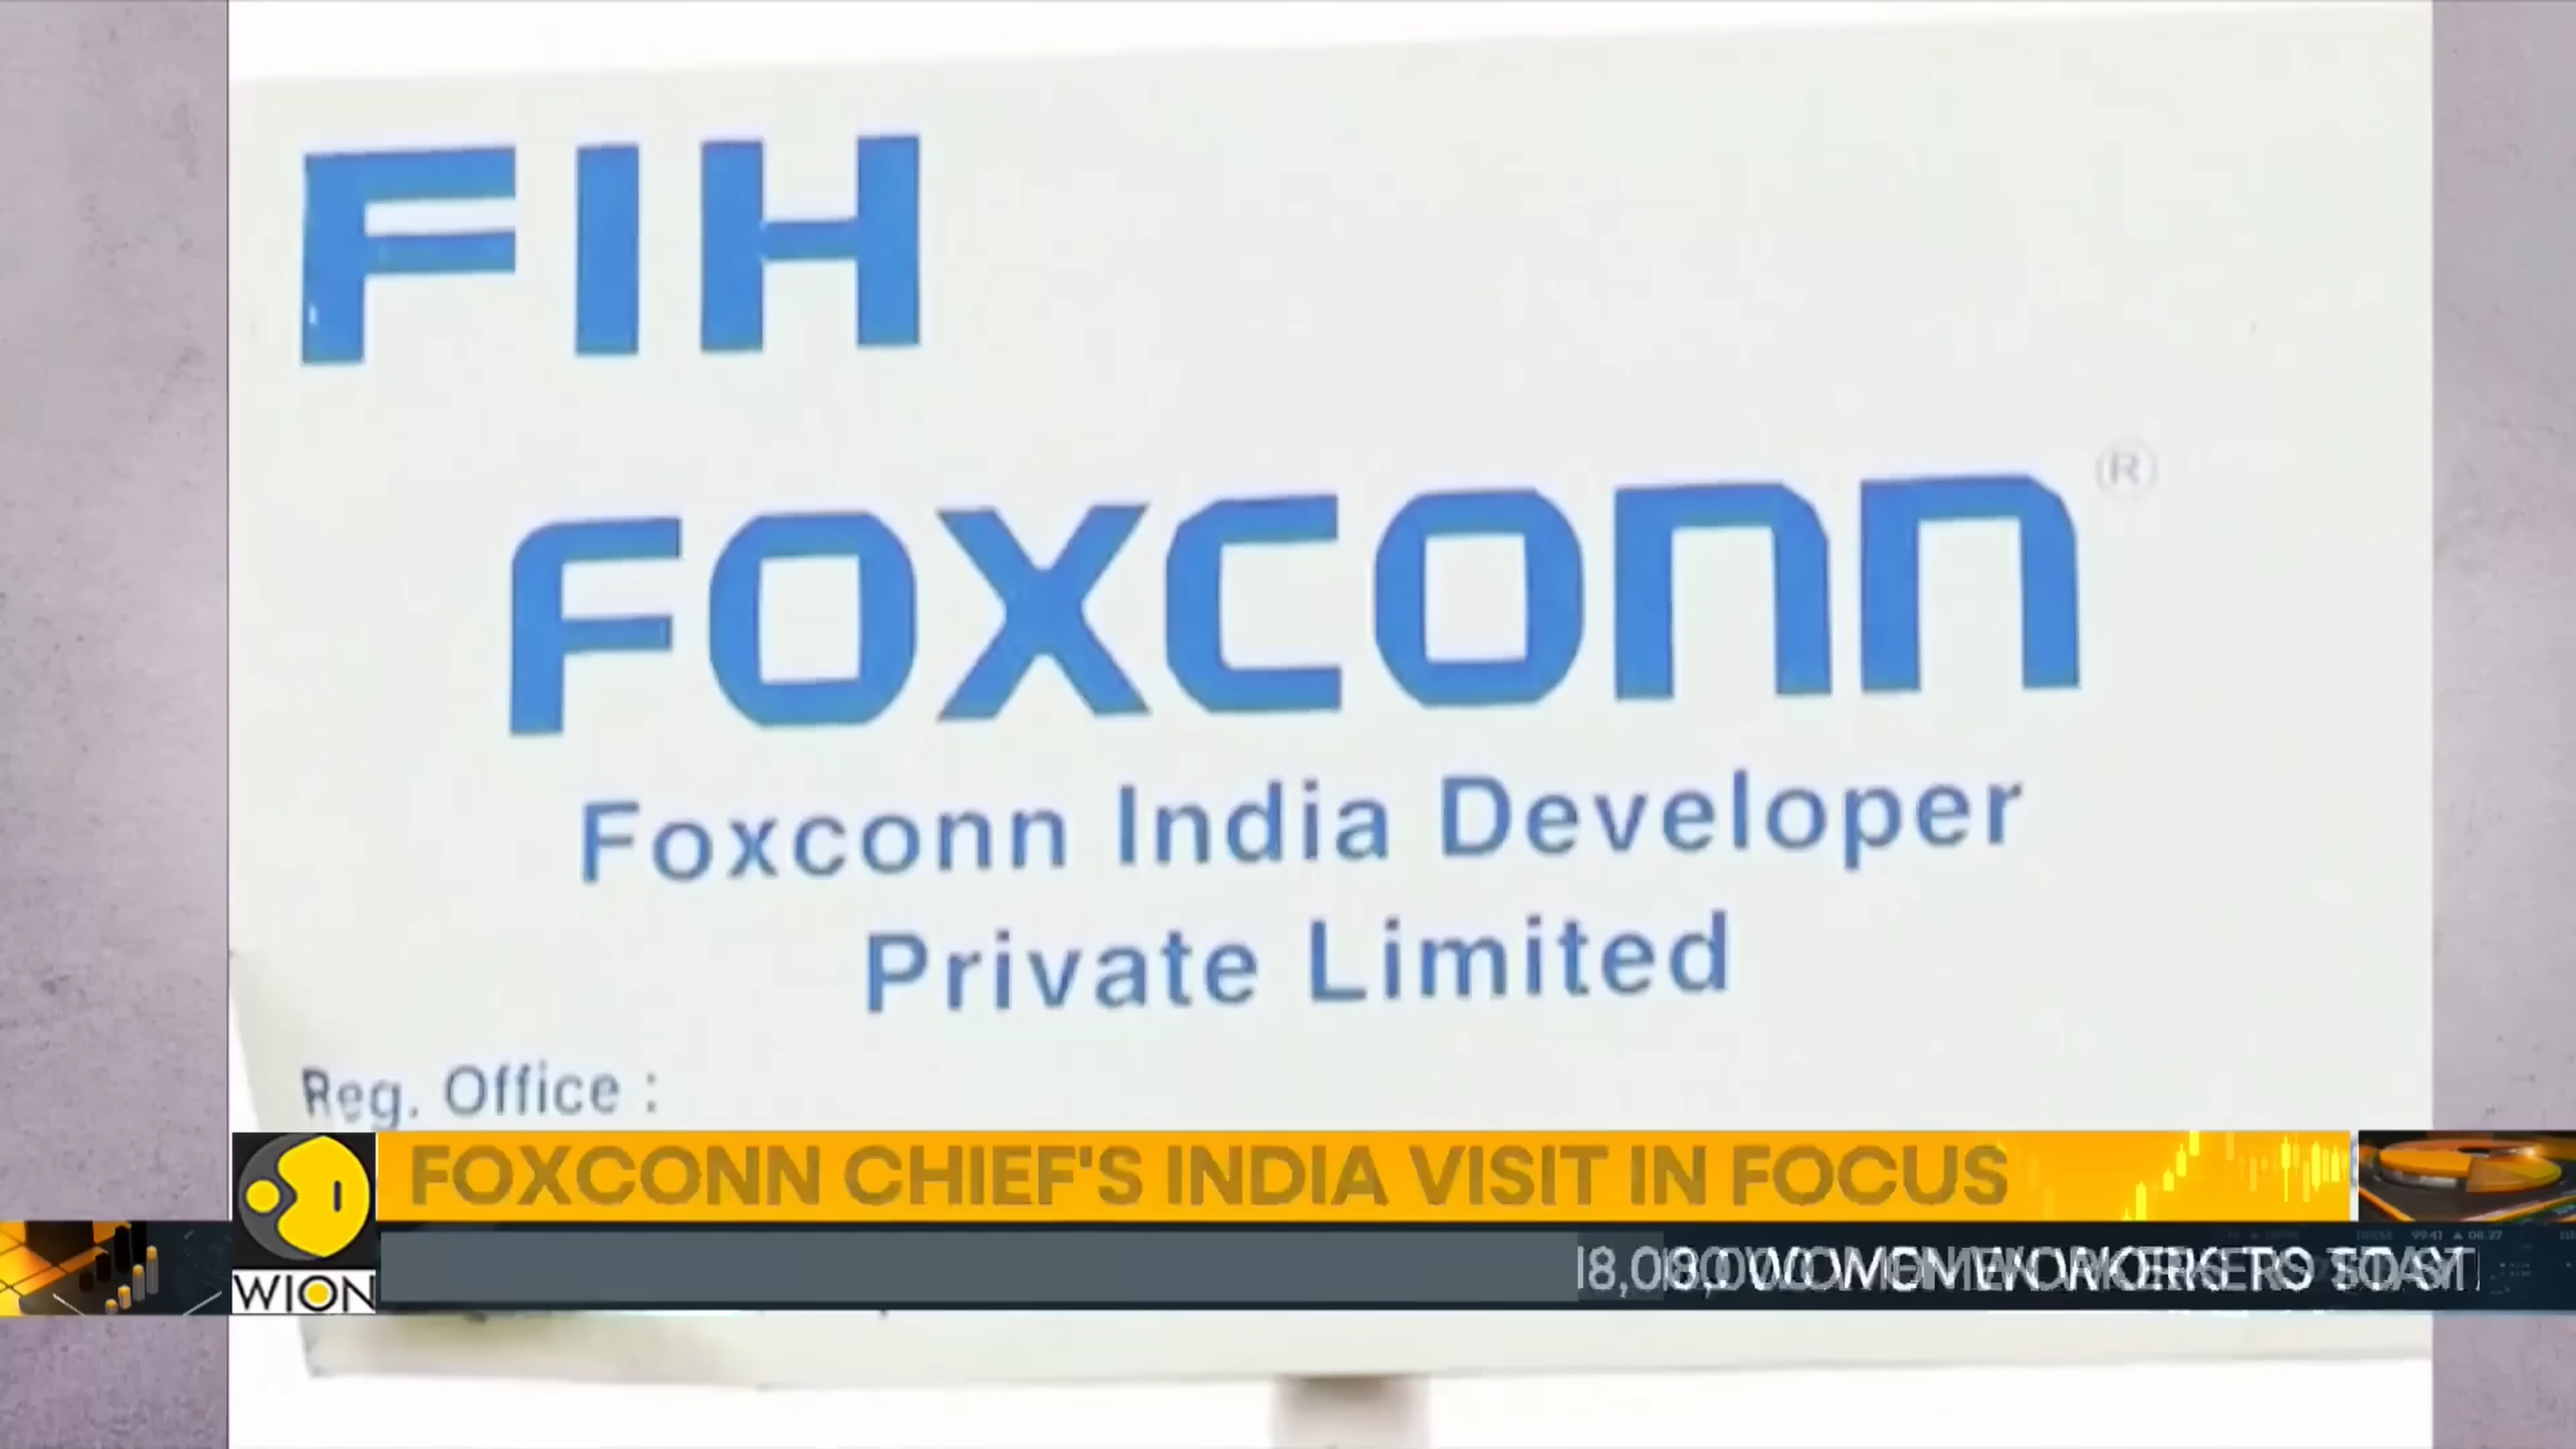 FIH
FOXCONN ®
Foxconn India Developer
Private Limited
Reg. Office :
FOXCONN CHIEF'S INDIA VISIT IN FOCUS
WION